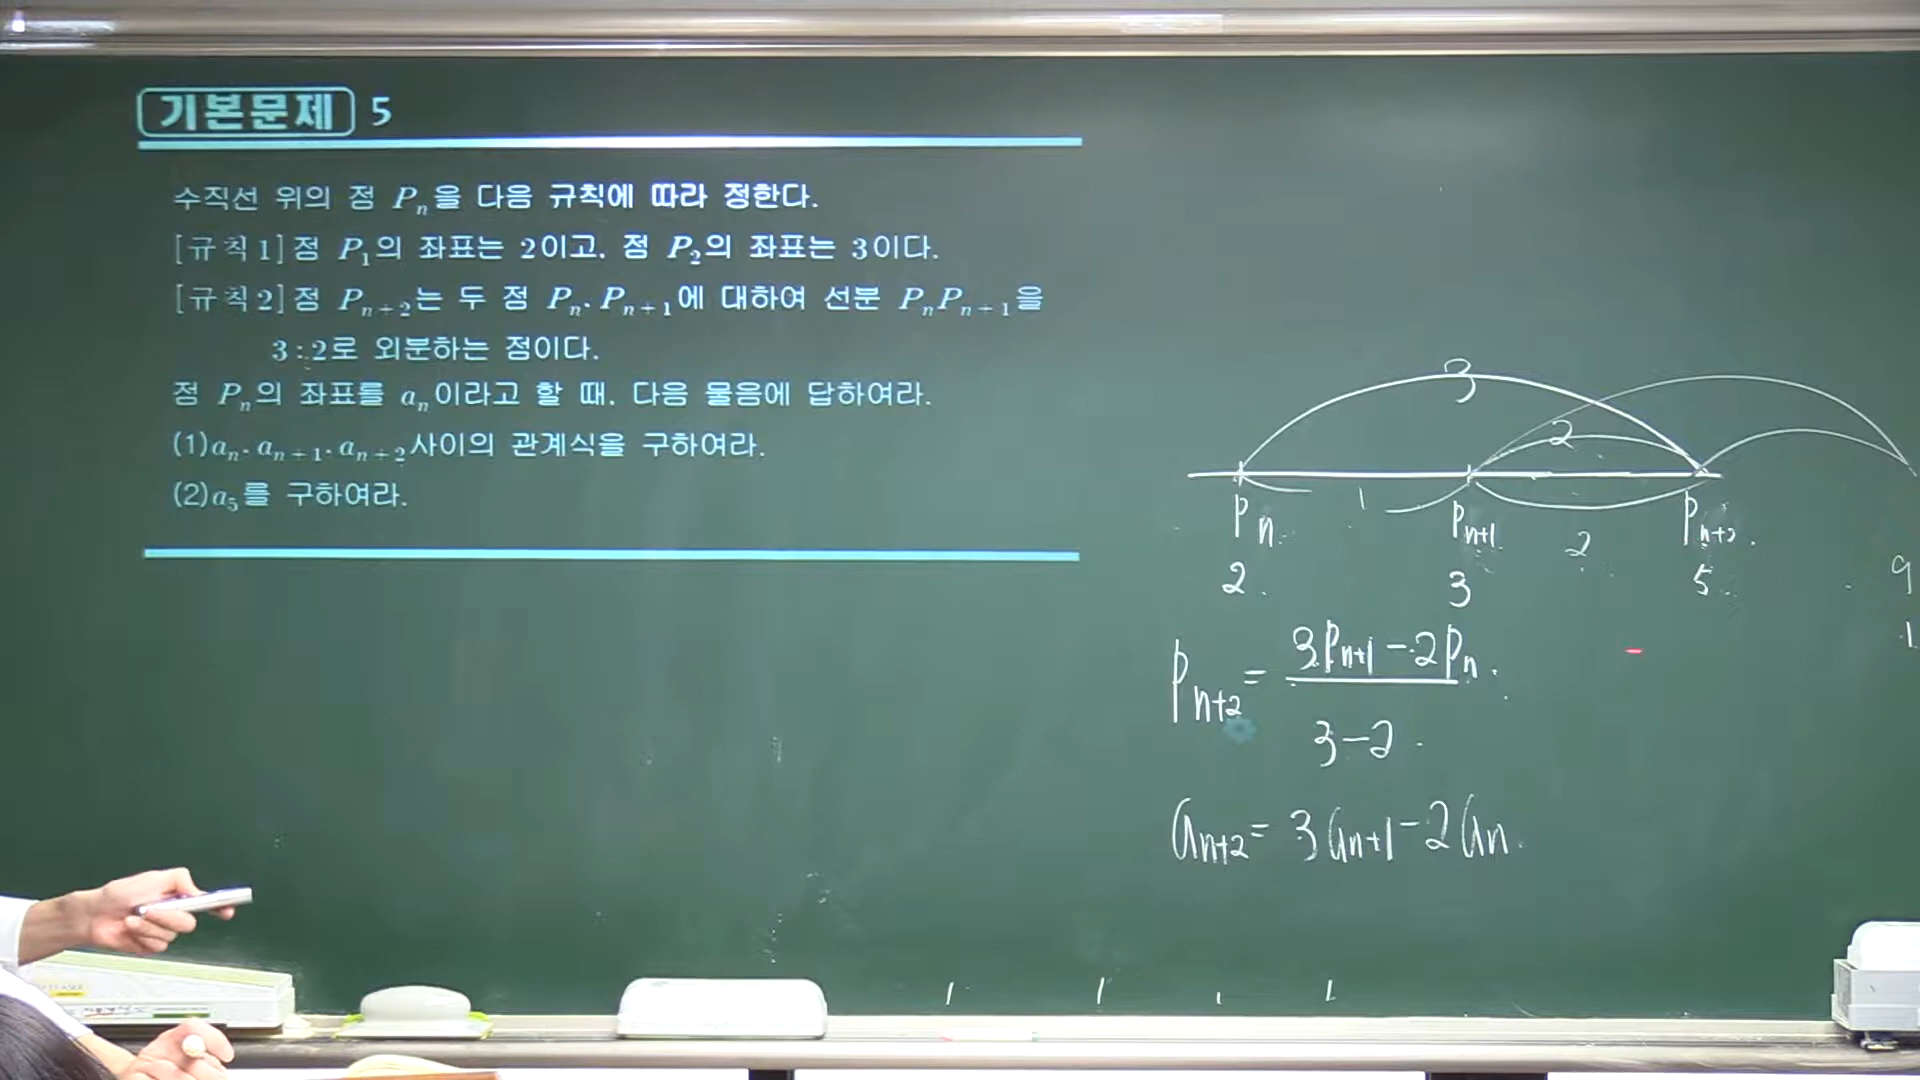 기본문제 5
수직선 위의 점 Pn을 다음 규칙에 따라 정한다.
[규칙1]점 P1의 좌표는 2이고, 점 P2의 좌표는 3이다.
[규칙2]점 Pn+2는 두 점 Pn, Pn+1에 대하여 선분 PnPn+1을
3:2로 외분하는 점이다.
점 Pn의 좌표를 an이라고 할 때, 다음 물음에 답하여라.
(1)an, an+1, an+2사이의 관계식을 구하여라.
(2)a5를 구하여라.
3
2
1
Pn Pn+1 2 Pn+2
2 3 5 9
1
Pn+2 = 3Pn+1 - 2Pn
3-2
an+2 = 3an+1 - 2an